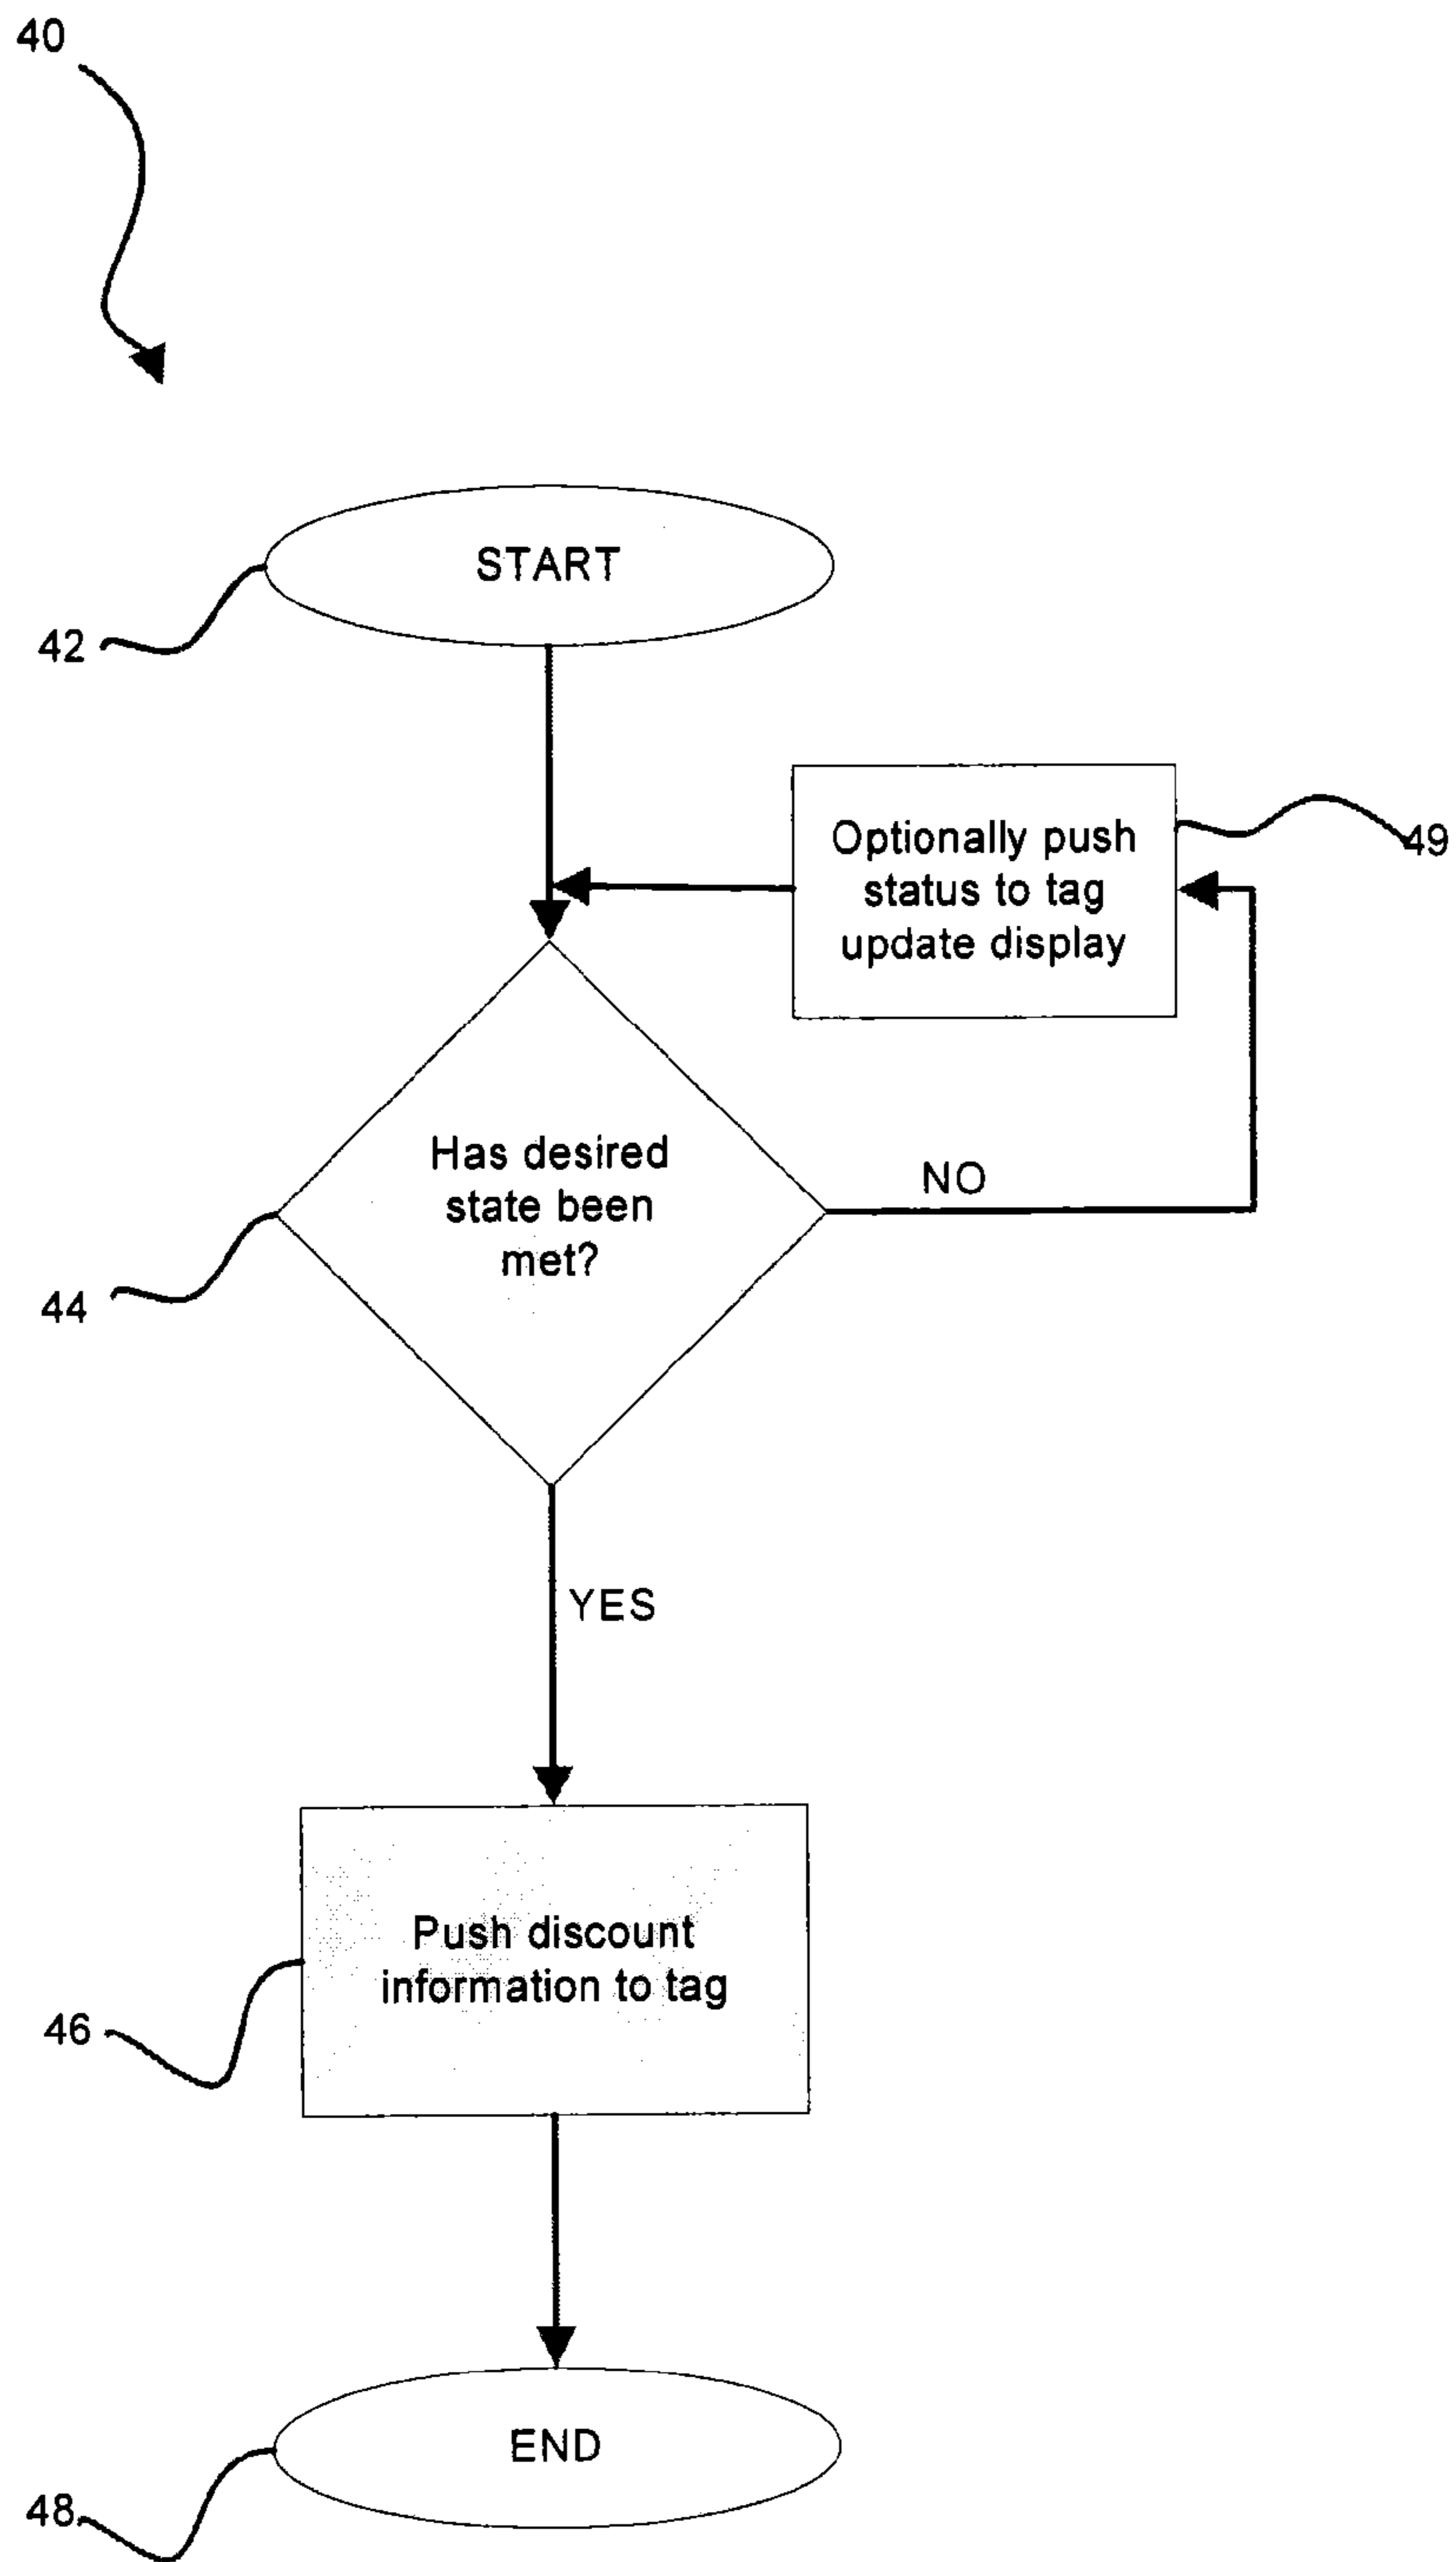 40
START
42
Optionally push
status to tag
update display
49
Has desired
state been
met?
NO
44
YES
Push discount
information to tag
46
END
48